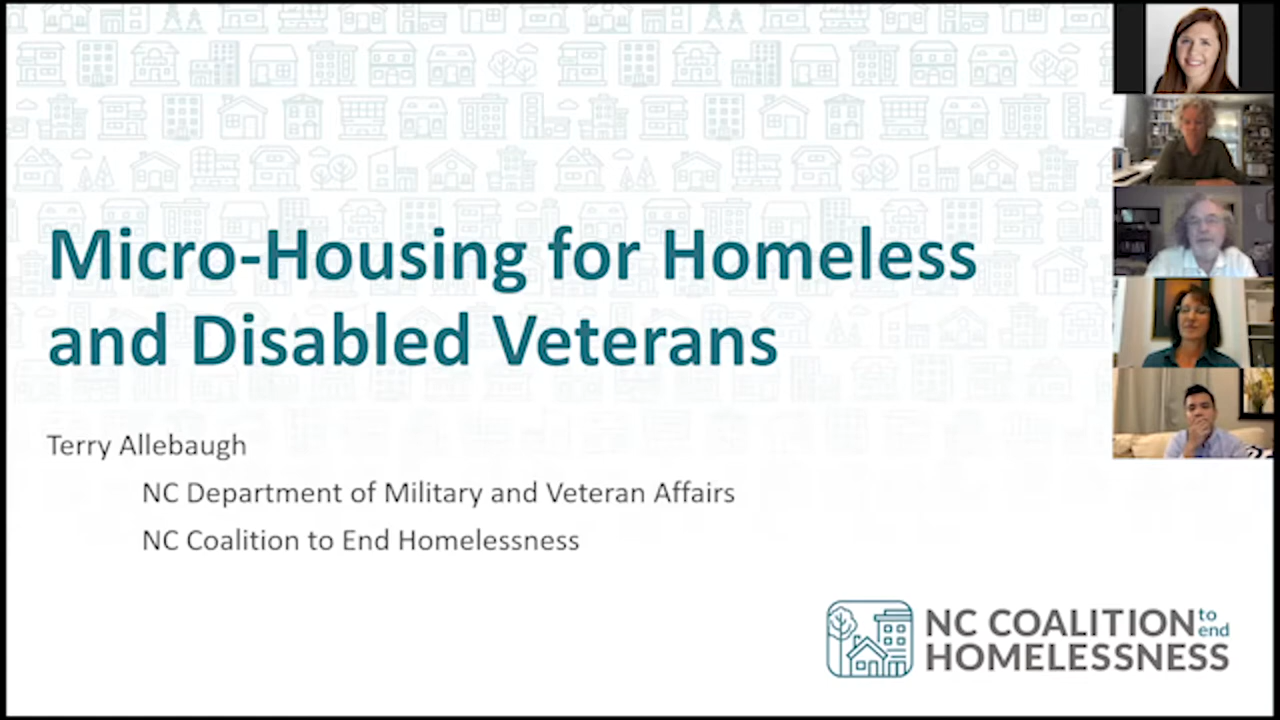 Micro-Housing for Homeless
and Disabled Veterans
Terry Allebaugh
NC Department of Military and Veteran Affairs
NC Coalition to End Homelessness
NC COALITION to end
HOMELESSNESS